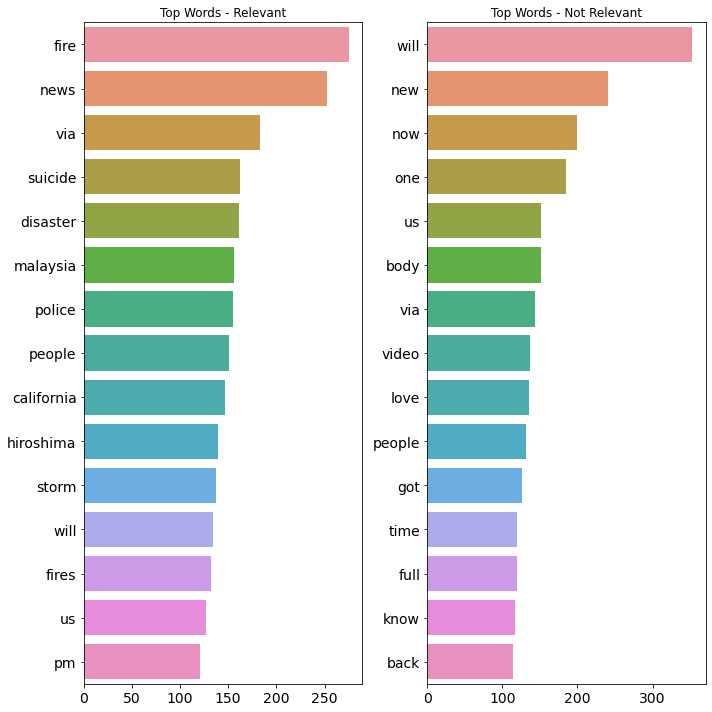 Top Words - Relevant
fire
news
via
suicide
disaster
malaysia
police
people
california
hiroshima
storm
will
fires
us
pm
0 50 100 150 200 250
Top Words - Not Relevant
will
new
now
one
us
body
via
video
love
people
got
time
full
know
back
0 100 200 300